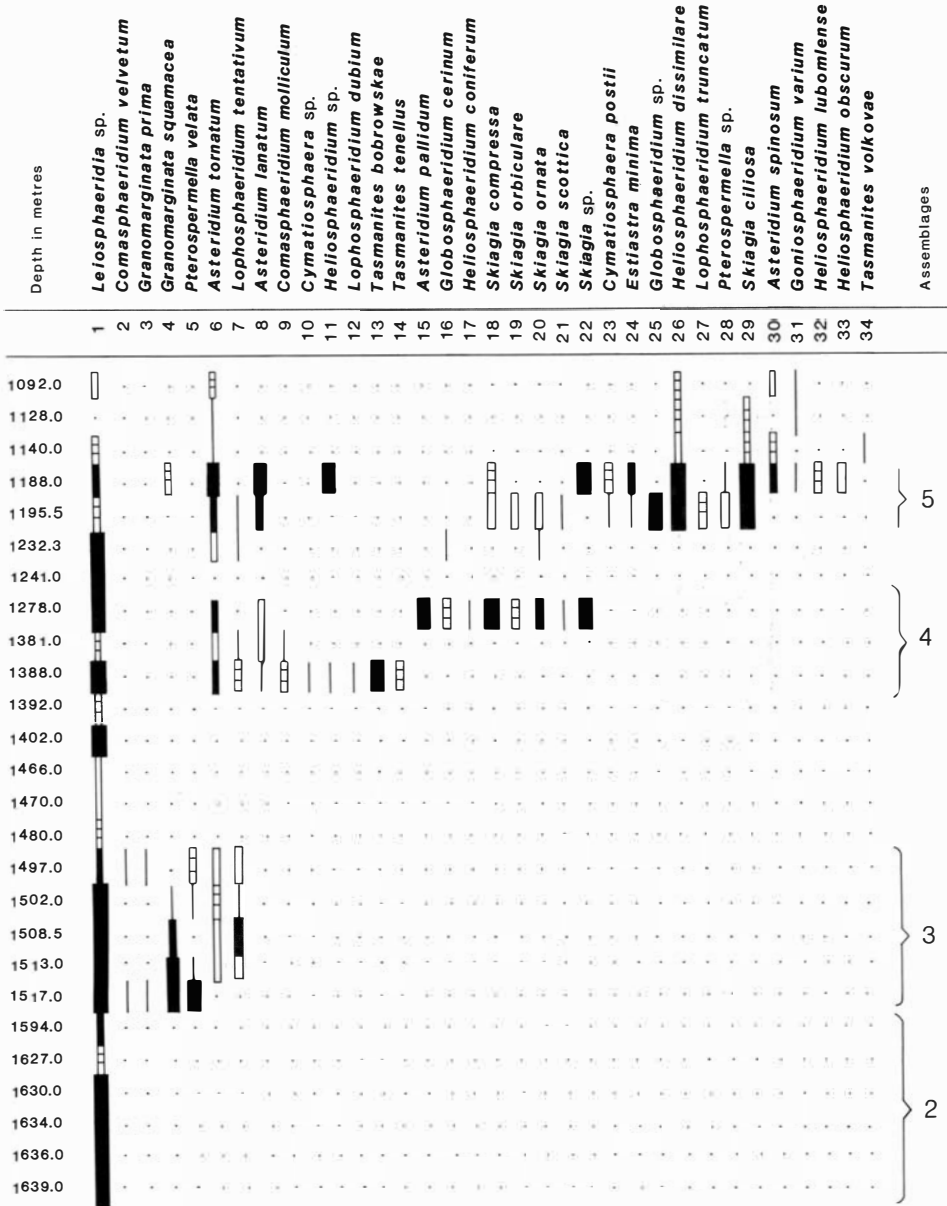 Depth in metres
Leiosphaeridia sp.
Comasphaeridium velvetum
Granomarginata prima
Granomarginata squamacea
Pterospermella velata
Asteridium tornatum
Lophosphaeridium tentativum
Asteridium lanatum
Comasphaeridium molliculum
Cymatiosphaera sp.
Heliosphaeridium sp.
Lophosphaeridium dubium
Tasmanites bobrowskae
Tasmanites tenellus
Asteridium pallidum
Globosphaeridium cerinum
Heliosphaeridium coniferum
Skiagia compressa
Skiagia orbiculare
Skiagia ornata
Skiagia scottica
Skiagia sp.
Cymatiosphaera postii
Estiastra minima
Globosphaeridium sp.
Heliosphaeridium dissimilare
Lophosphaeridium truncatum
Pterospermella sp.
Skiagia ciliosa
Asteridium spinosum
Goniosphaeridium varium
Heliosphaeridium lubomlense
Heliosphaeridium obscurum
Tasmanites volkovae
Assemblages
1 2 3 4 5 6 7 8 9 10 11 12 13 14 15 16 17 18 19 20 21 22 23 24 25 26 27 28 29 30 31 32 33 34
1092.0
1128.0
1140.0
1188.0
1195.5
5
1232.3
1241.0
1278.0
1381.0
4
1388.0
1392.0
1402.0
1466.0
1470.0
1480.0
1497.0
1502.0
1508.5
3
1513.0
1517.0
1594.0
1627.0
1630.0
2
1634.0
1636.0
1639.0